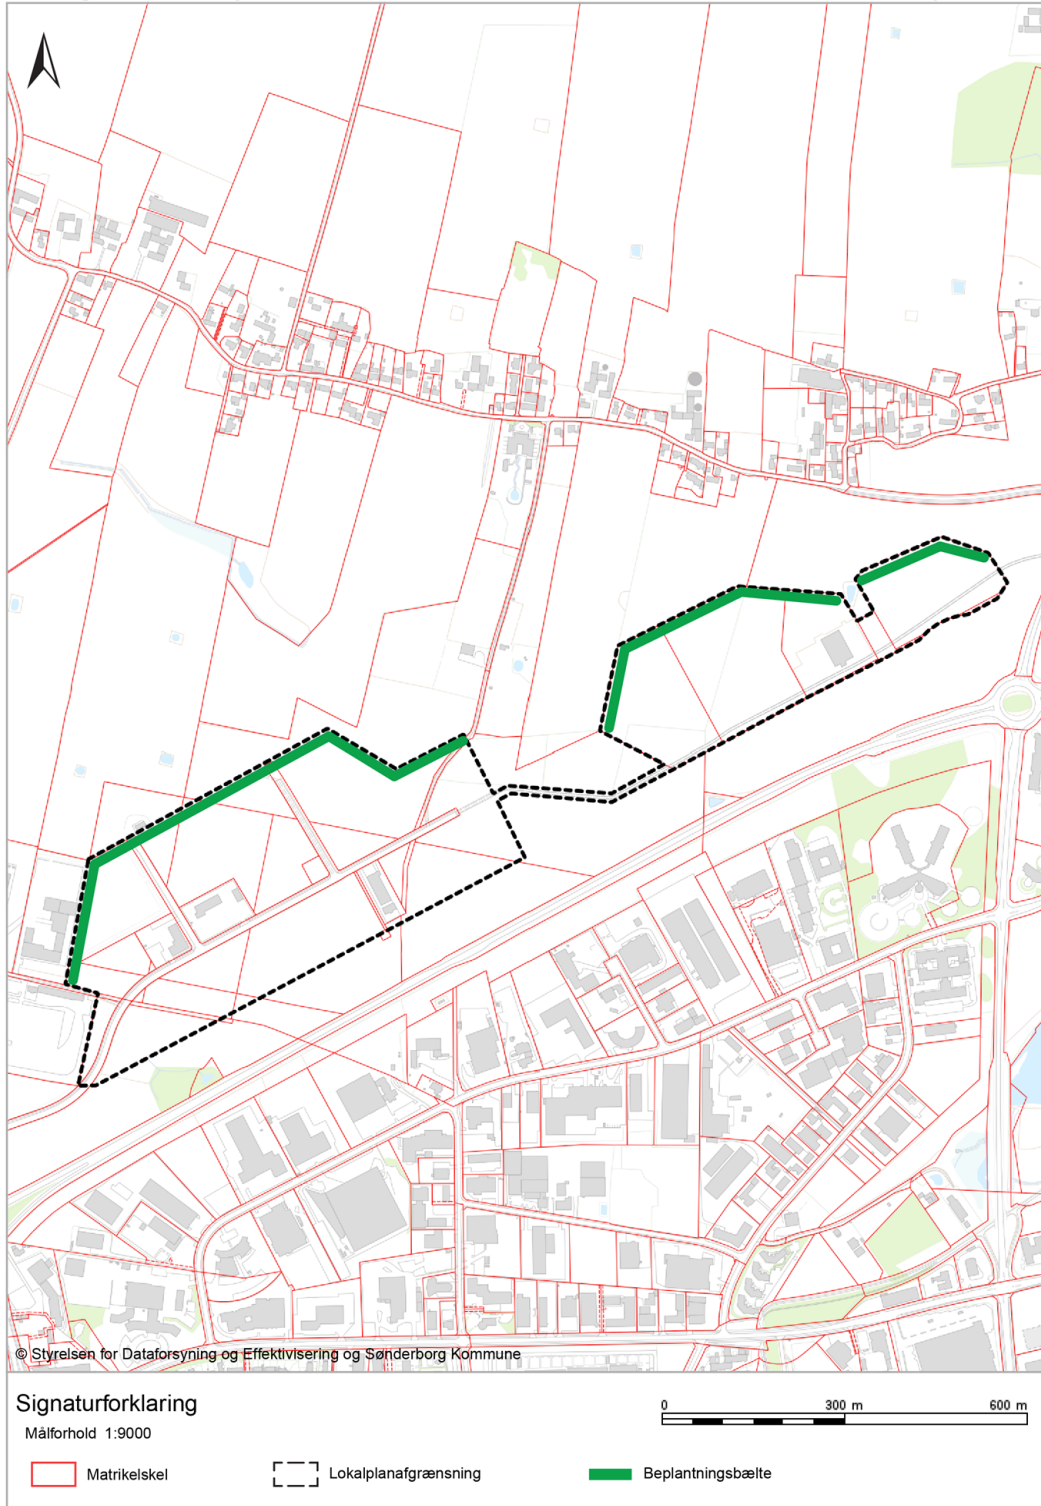 © Styrelsen for Dataforsyning og Effektivisering og Sønderborg Kommune
Signaturforklaring
Målforhold 1:9000
0 300 m 600 m
Matrikelskel
Lokalplanafgrænsning
Beplantningsbælte